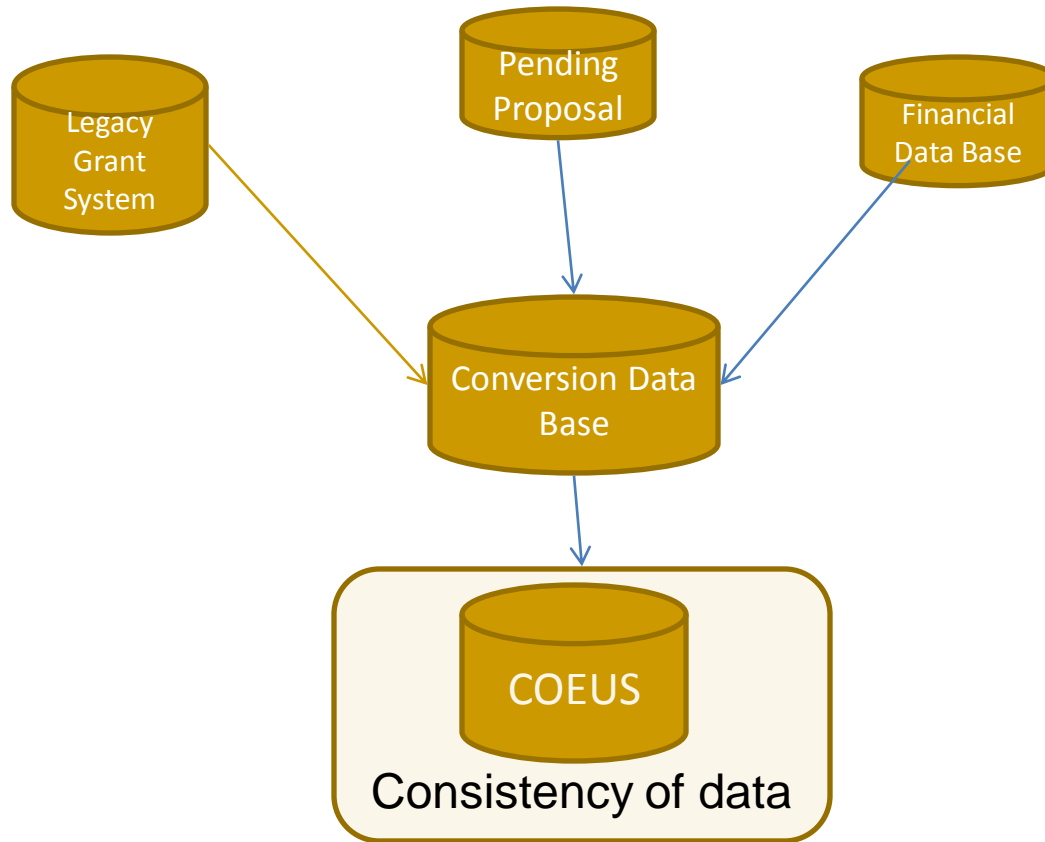 Legacy
Grant
System
Pending
Proposal
Financial
Data Base
Conversion Data
Base
COEUS
Consistency of data